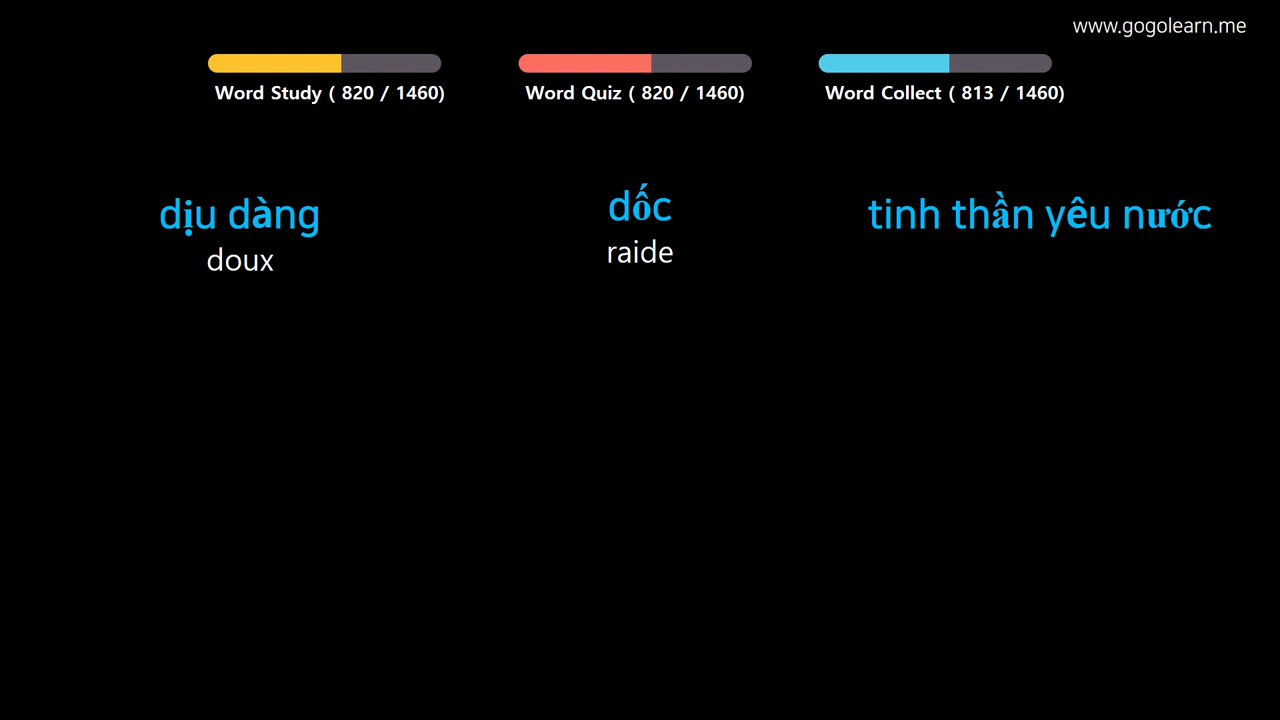 www.gogolearn.me
Word Study ( 820 / 1460)
Word Quiz ( 820 / 1460)
Word Collect ( 813 / 1460)
dịu dàng
doux
dốc
raide
tinh thần yêu nước